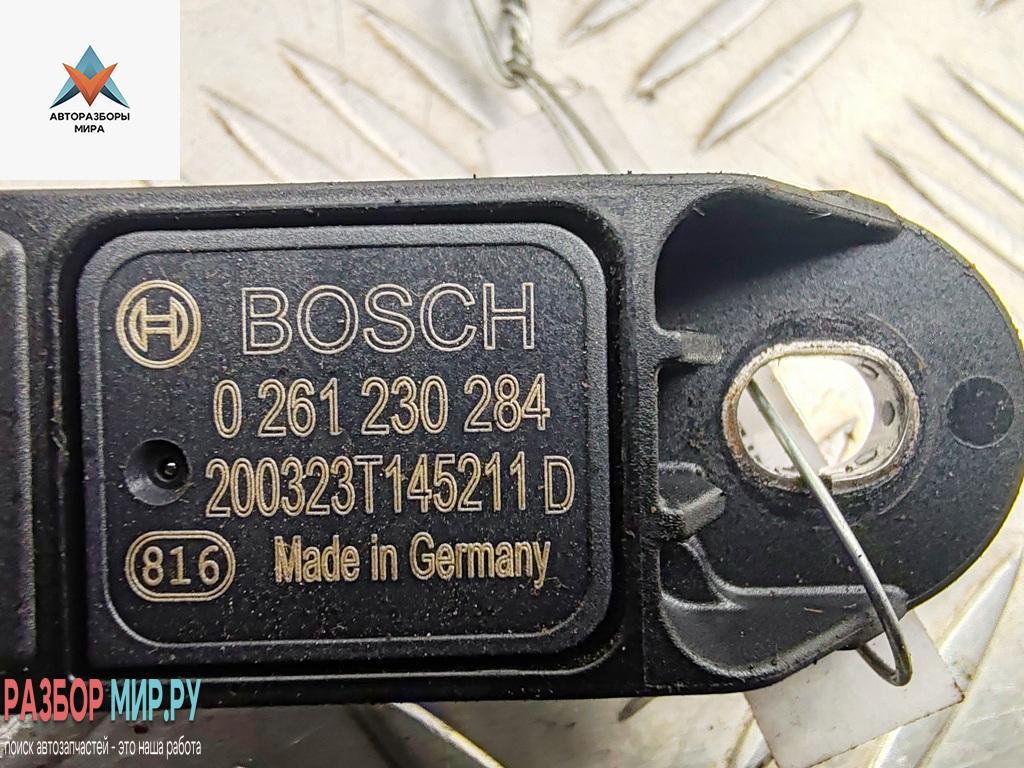 АВТОРАЗБОРЫ
МИРА
BOSCH
0 261 230 284
200323T145211 D
816 Made in Germany
РАЗБОР МИР.РУ
поиск автозапчастей - это наша работа